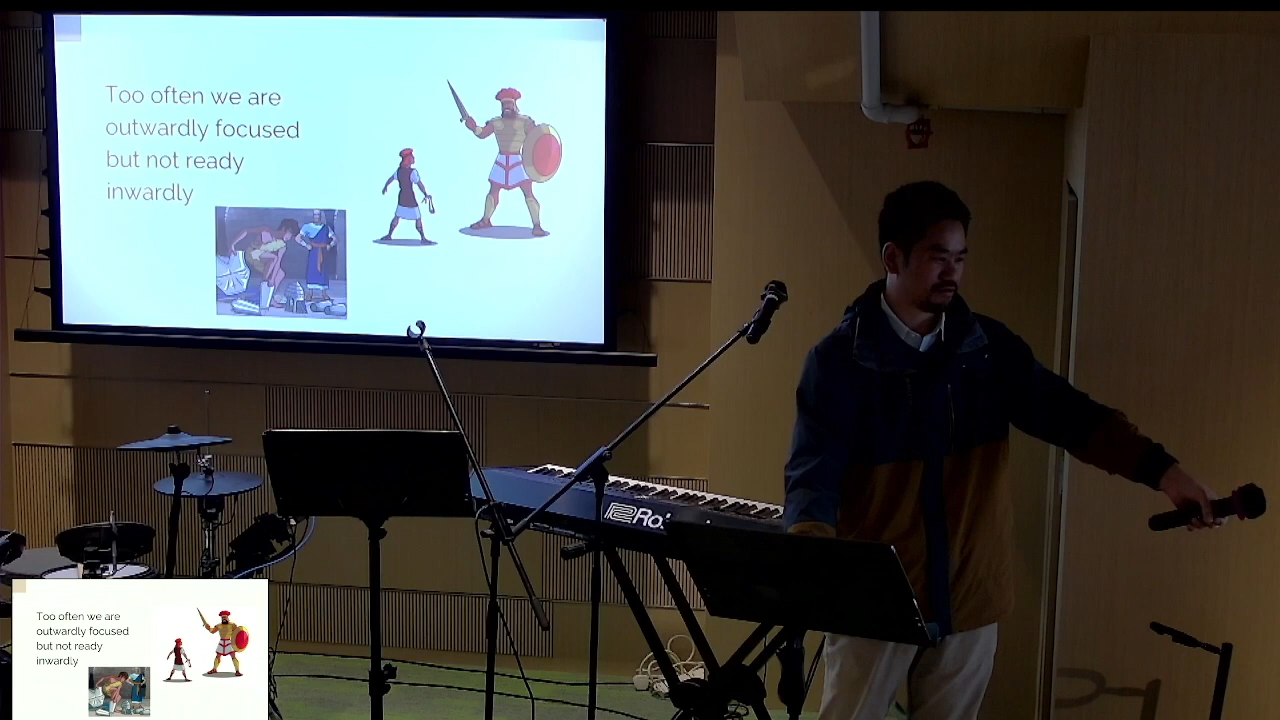 Too often we are
outwardly focused
but not ready
inwardly
Too often we are
outwardly focused
but not ready
inwardly